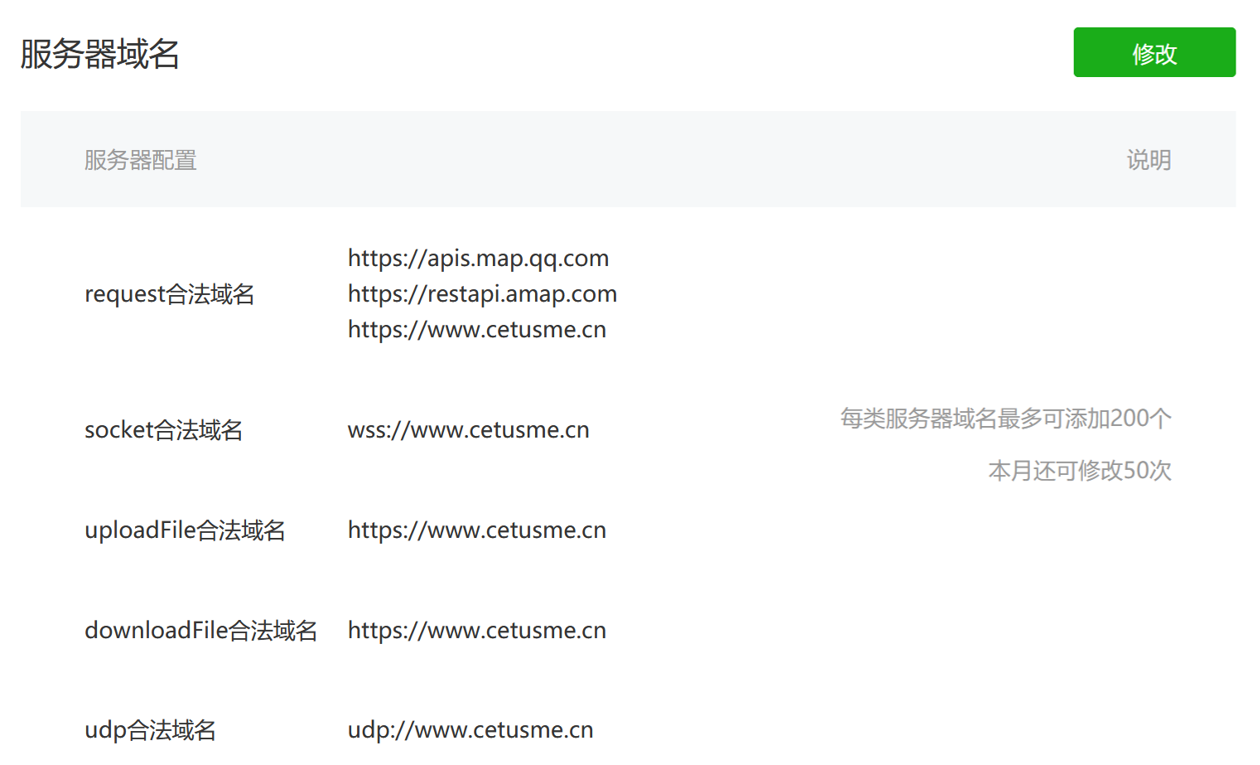 服务器域名
修改
服务器配置
说明
request合法域名
https://apis.map.qq.com
https://restapi.amap.com
https://www.cetusme.cn
socket合法域名
wss://www.cetusme.cn
每类服务器域名最多可添加200个
本月还可修改50次
uploadFile合法域名
https://www.cetusme.cn
downloadFile合法域名
https://www.cetusme.cn
udp合法域名
udp://www.cetusme.cn